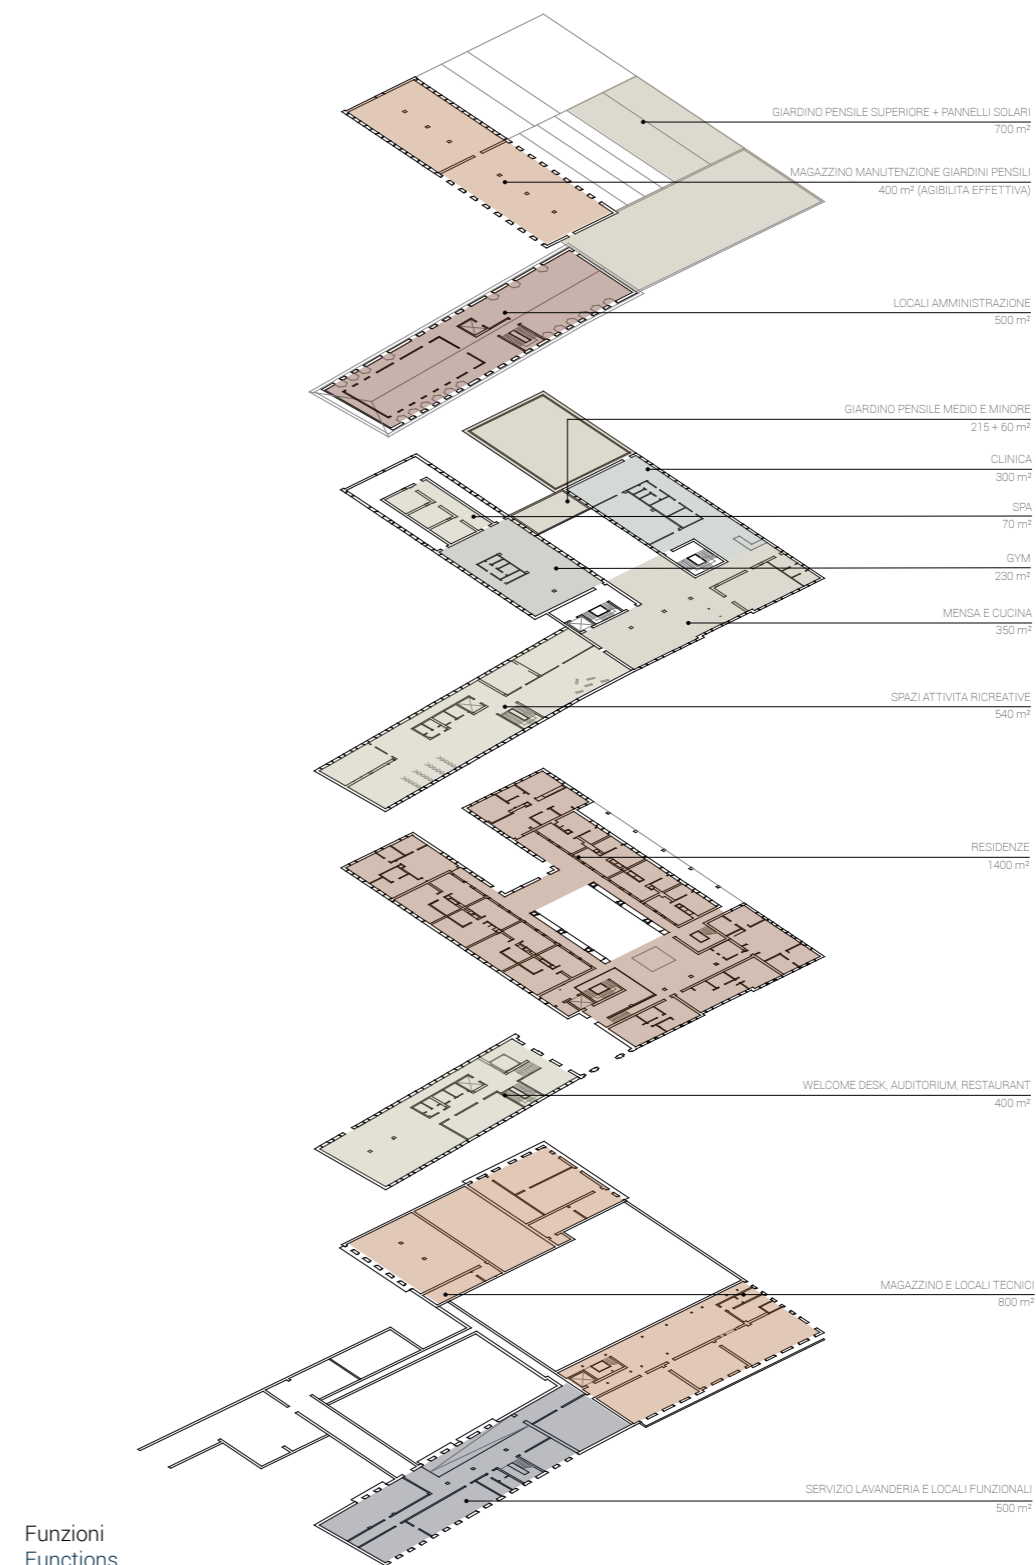 GIARDINO PENSILE SUPERIORE + PANNELLI SOLARI
700 m²
MAGAZZINO MANUTENZIONE GIARDINI PENSILI
400 m² (AGIBILITA EFFETTIVA)
LOCALI AMMINISTRAZIONE
500 m²
GIARDINO PENSILE MEDIO E MINORE
215 + 60 m²
CLINICA
300 m²
SPA
70 m²
GYM
230 m²
MENSA E CUCINA
350 m²
SPAZI ATTIVITA RICREATIVE
540 m²
RESIDENZE
1400 m²
WELCOME DESK, AUDITORIUM, RESTAURANT
400 m²
MAGAZZINO E LOCALI TECNICI
800 m²
SERVIZIO LAVANDERIA E LOCALI FUNZIONALI
500 m²
Funzioni
Functions